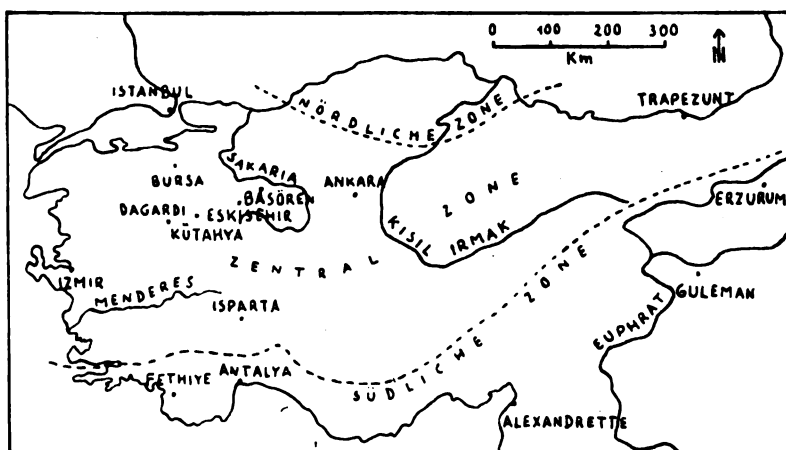 0 100 200 300
Km
N
ISTANBUL
TRAPEZUNT
NÖRDLICHE ZONE
SAKARIA
BURSA
ANKARA
BASÖREN
ZONE
ERZURUM
DAGARDI
ESKISEHIR
KÜTAHYA
KISIL IRMAK
ZENTRAL
IZMIR
MENDERES
ISPARTA
ZONE
GULEMAN
EUPHRAT
SÜDLICHE
FETHIYE
ANTALYA
ALEXANDRETTE